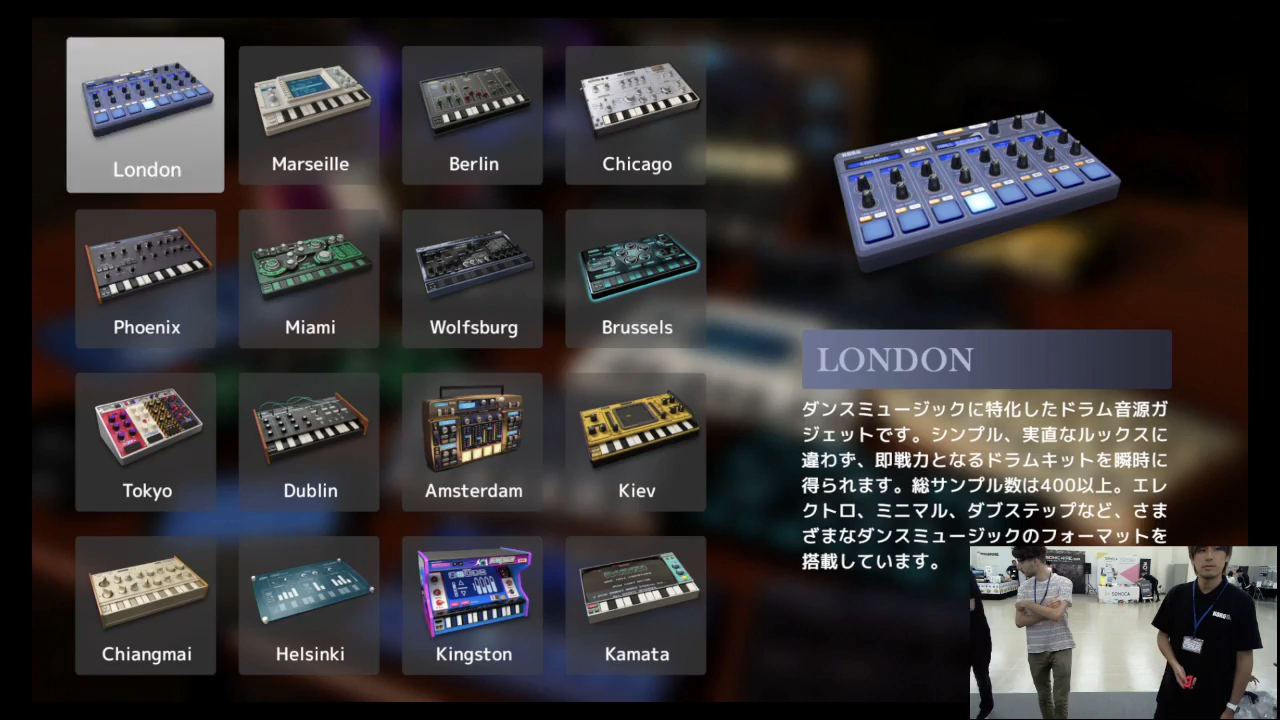 London
Marseille
Berlin
Chicago
Phoenix
Miami
Wolfsburg
Brussels
Tokyo
Dublin
Amsterdam
Kiev
Chiangmai
Helsinki
Kingston
Kamata
KORG
LONDON
ダンスミュージックに特化したドラム音源ガ
ジェットです。シンプル、実直なルックスに
違わず、即戦力となるドラムキットを瞬時に
得られます。総サンプル数は400以上。エレ
クトロ、ミニマル、ダブステップなど、さま
ざまなダンスミュージックのフォーマットを
搭載しています。
SONOCA
KORG